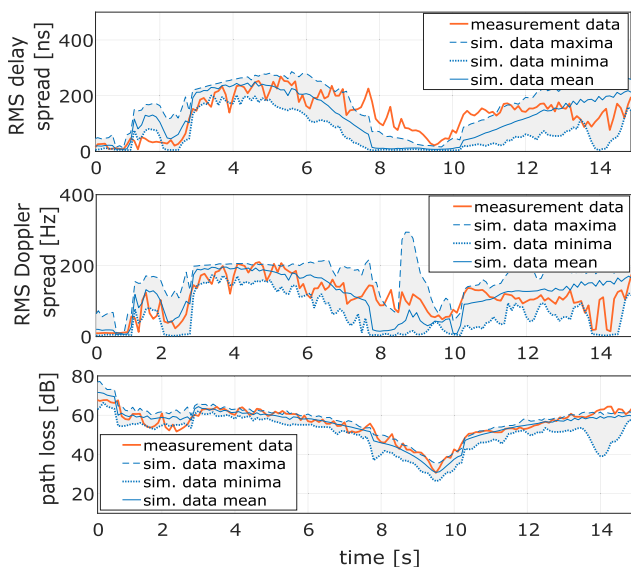 RMS delay
spread [ns]
400
200
0
measurement data
sim. data maxima
sim. data minima
sim. data mean
0 2 4 6 8 10 12 14
RMS Doppler
spread [Hz]
400
200
0
measurement data
sim. data maxima
sim. data minima
sim. data mean
0 2 4 6 8 10 12 14
path loss [dB]
80
60
40
20
measurement data
sim. data maxima
sim. data minima
sim. data mean
0 2 4 6 8 10 12 14
time [s]